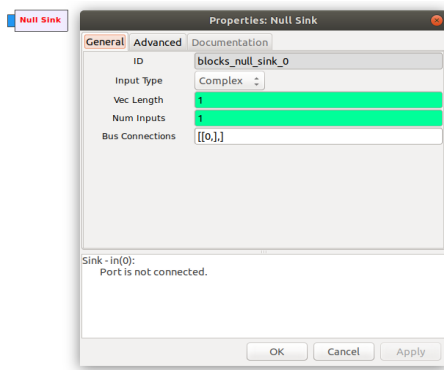 Null Sink
Properties: Null Sink
General Advanced Documentation
ID blocks_null_sink_0
Input Type Complex
Vec Length 1
Num Inputs 1
Bus Connections [[0,],]
Sink - in(0):
Port is not connected.
OK Cancel Apply